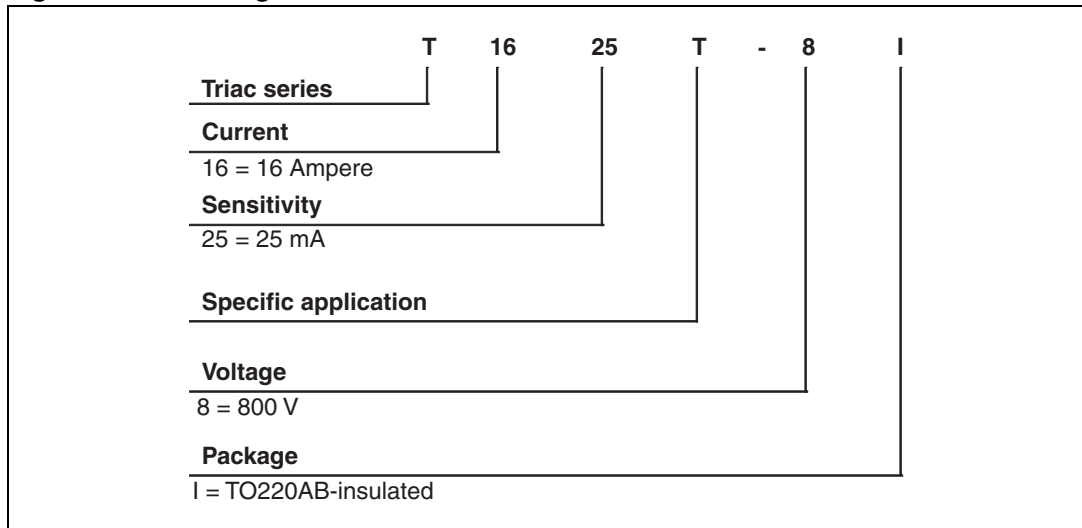 T 16 25 T - 8 I
Triac series
Current
16 = 16 Ampere
Sensitivity
25 = 25 mA
Specific application
Voltage
8 = 800 V
Package
I = TO220AB-insulated